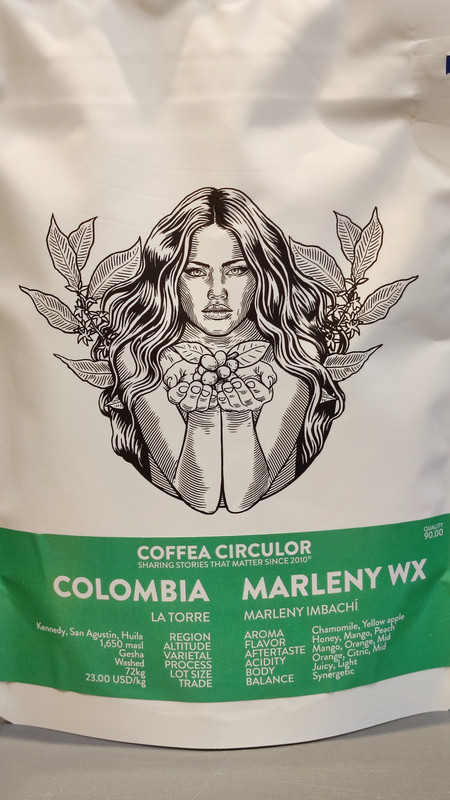 QUALITY
90.00
COFFEA CIRCULOR
SHARING STORIES THAT MATTER SINCE 2010®
COLOMBIA MARLENY WX
LA TORRE MARLENY IMBACHÍ
Kennedy, San Agustin, Huila REGION AROMA Chamomile, Yellow apple
1,650 masl ALTITUDE FLAVOR Honey, Mango, Peach
Gesha VARIETAL AFTERTASTE Mango, Orange, Mid
Washed PROCESS ACIDITY Orange, Citric, Mid
72kg LOT SIZE BODY Juicy, Light
23.00 USD/kg TRADE BALANCE Synergetic